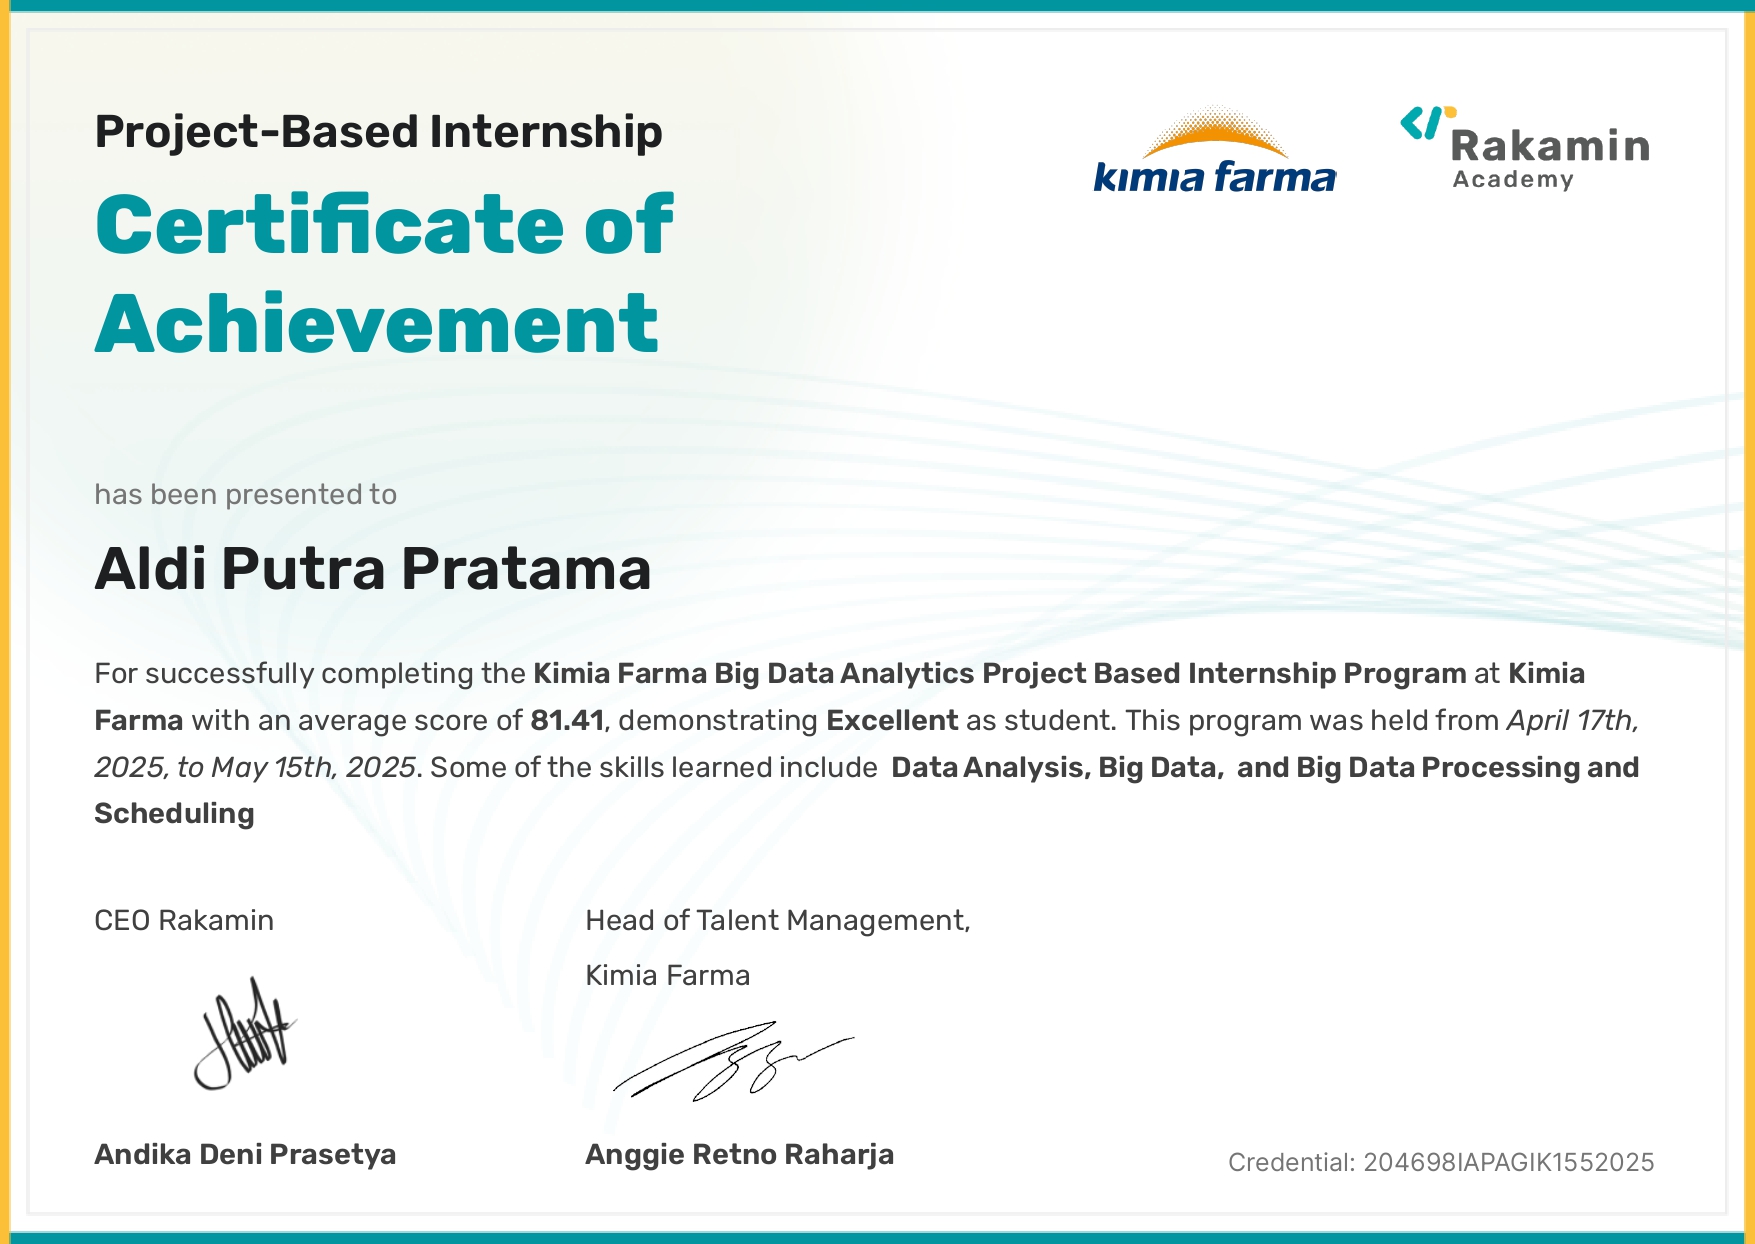 Project-Based Internship
Certificate of
Achievement
kimia farma
Rakamin
Academy
has been presented to
Aldi Putra Pratama
For successfully completing the Kimia Farma Big Data Analytics Project Based Internship Program at Kimia
Farma with an average score of 81.41, demonstrating Excellent as student. This program was held from April 17th,
2025, to May 15th, 2025. Some of the skills learned include Data Analysis, Big Data, and Big Data Processing and
Scheduling
CEO Rakamin
Head of Talent Management,
Kimia Farma
Andika Deni Prasetya
Anggie Retno Raharja
Credential: 204698IAPAGIK1552025